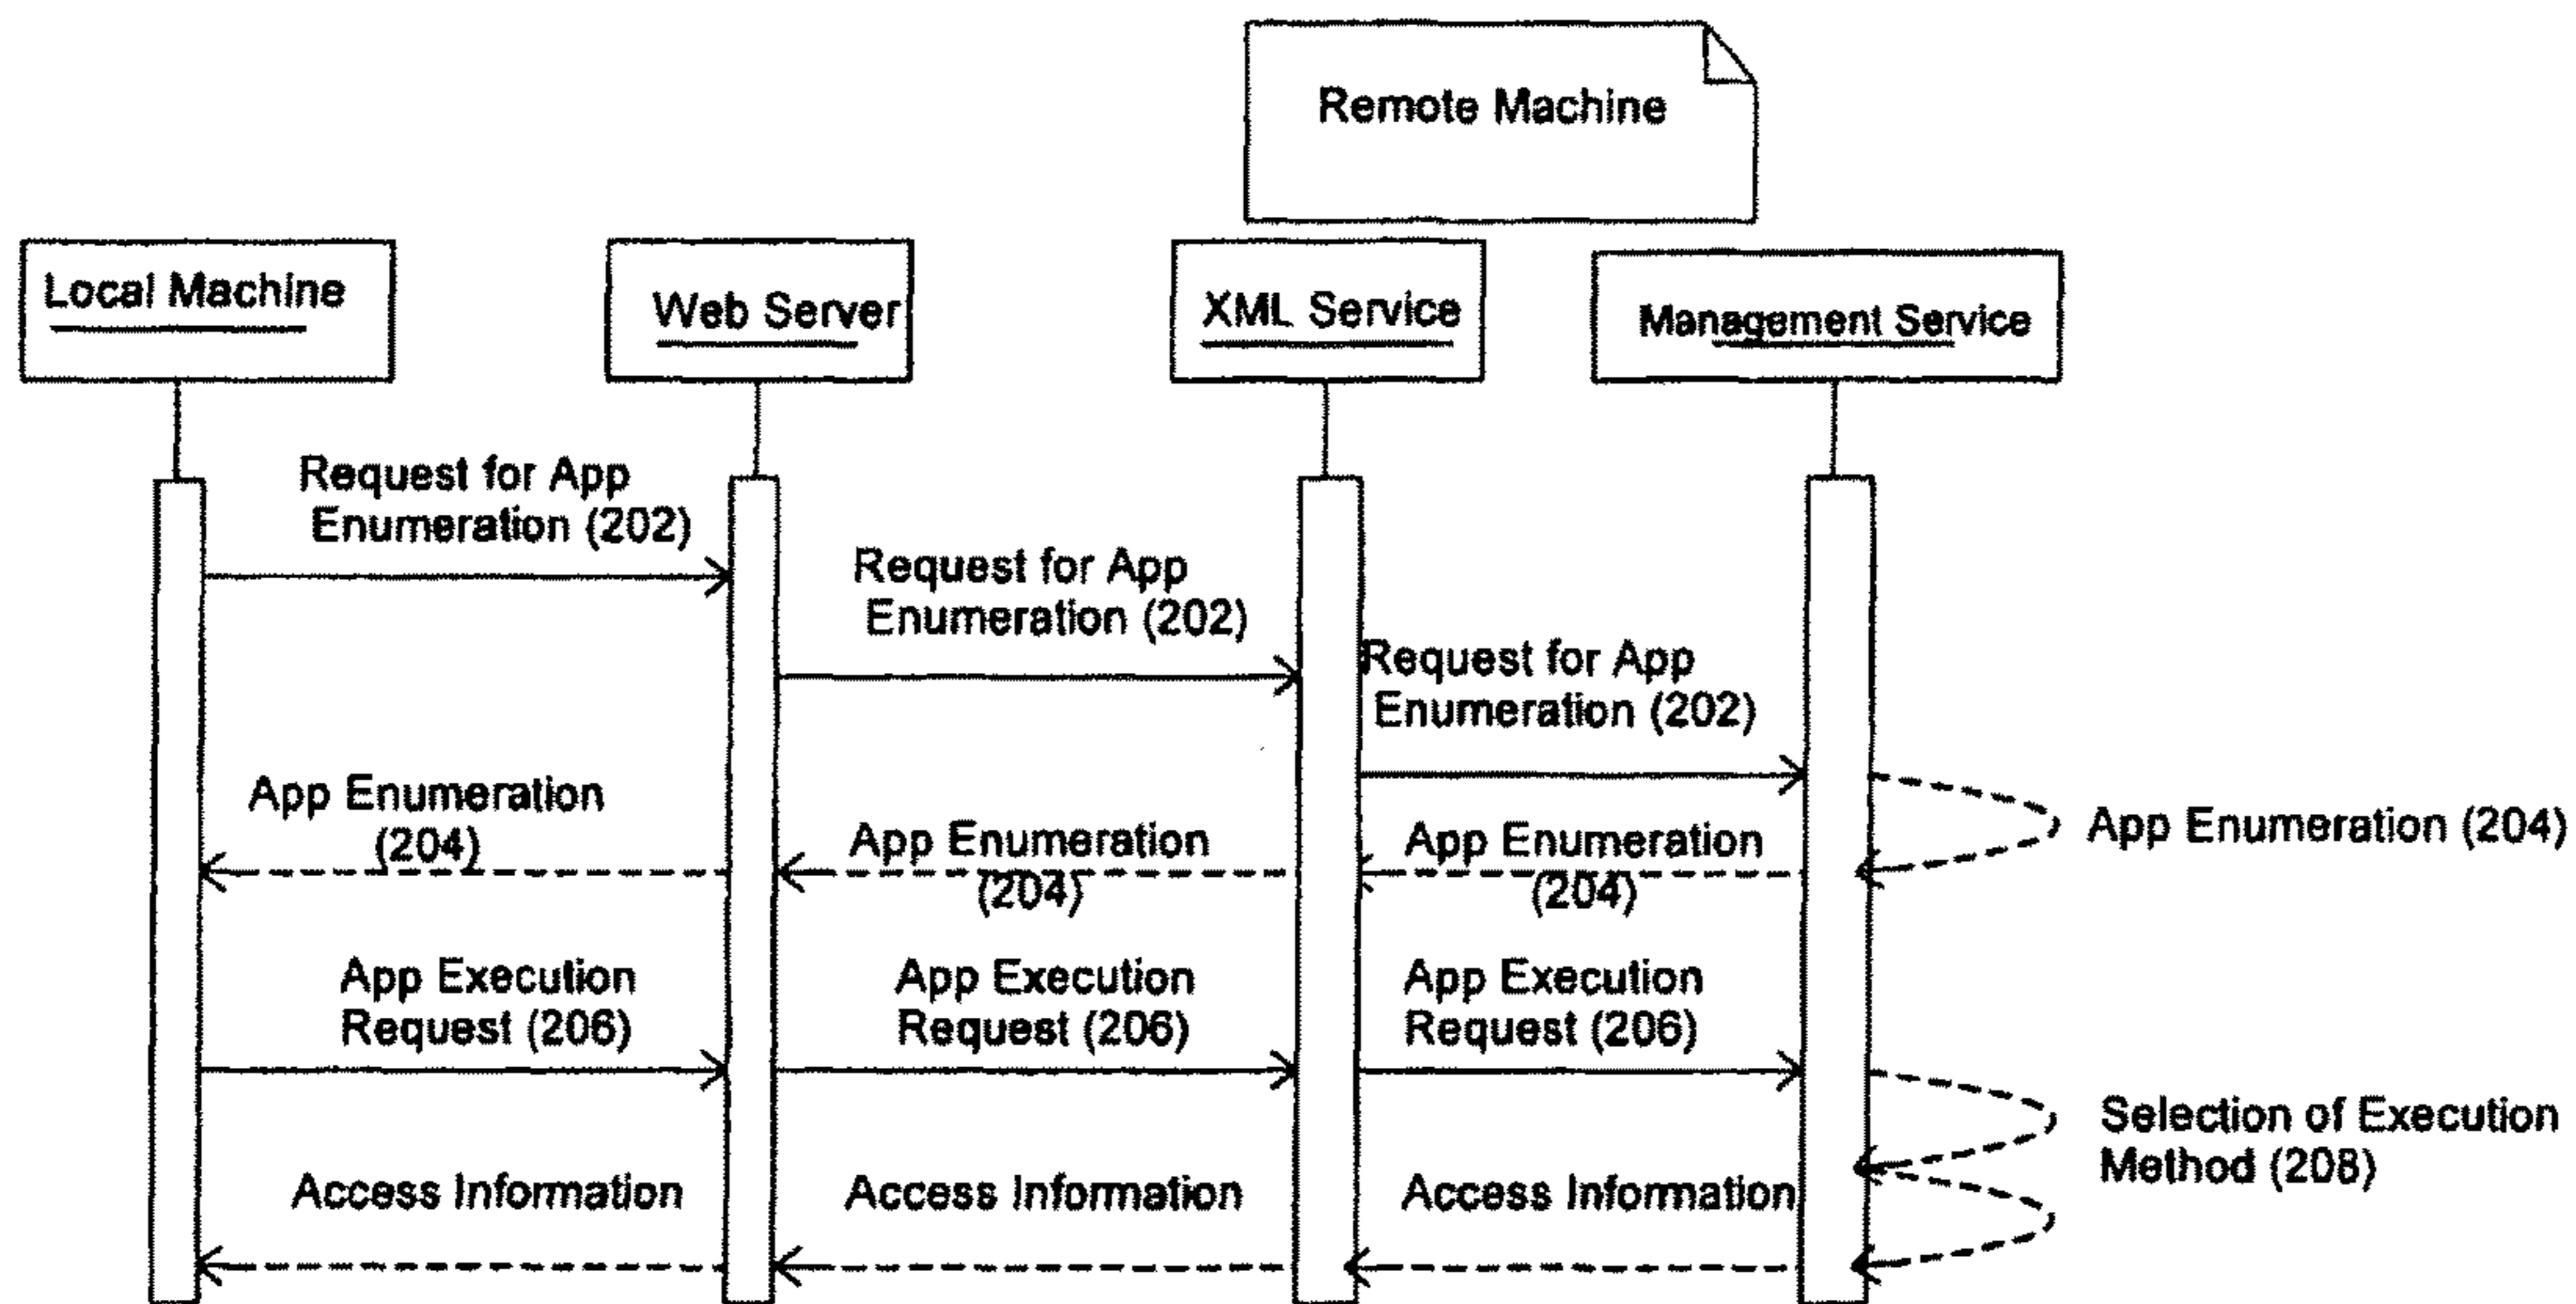 Remote Machine
Local Machine
Web Server
XML Service
Management Service
Request for App
Enumeration (202)
Request for App
Enumeration (202)
Request for App
Enumeration (202)
App Enumeration
(204)
App Enumeration
(204)
App Enumeration
(204)
App Enumeration (204)
App Execution
Request (206)
App Execution
Request (206)
App Execution
Request (206)
Selection of Execution
Method (208)
Access Information
Access Information
Access Information